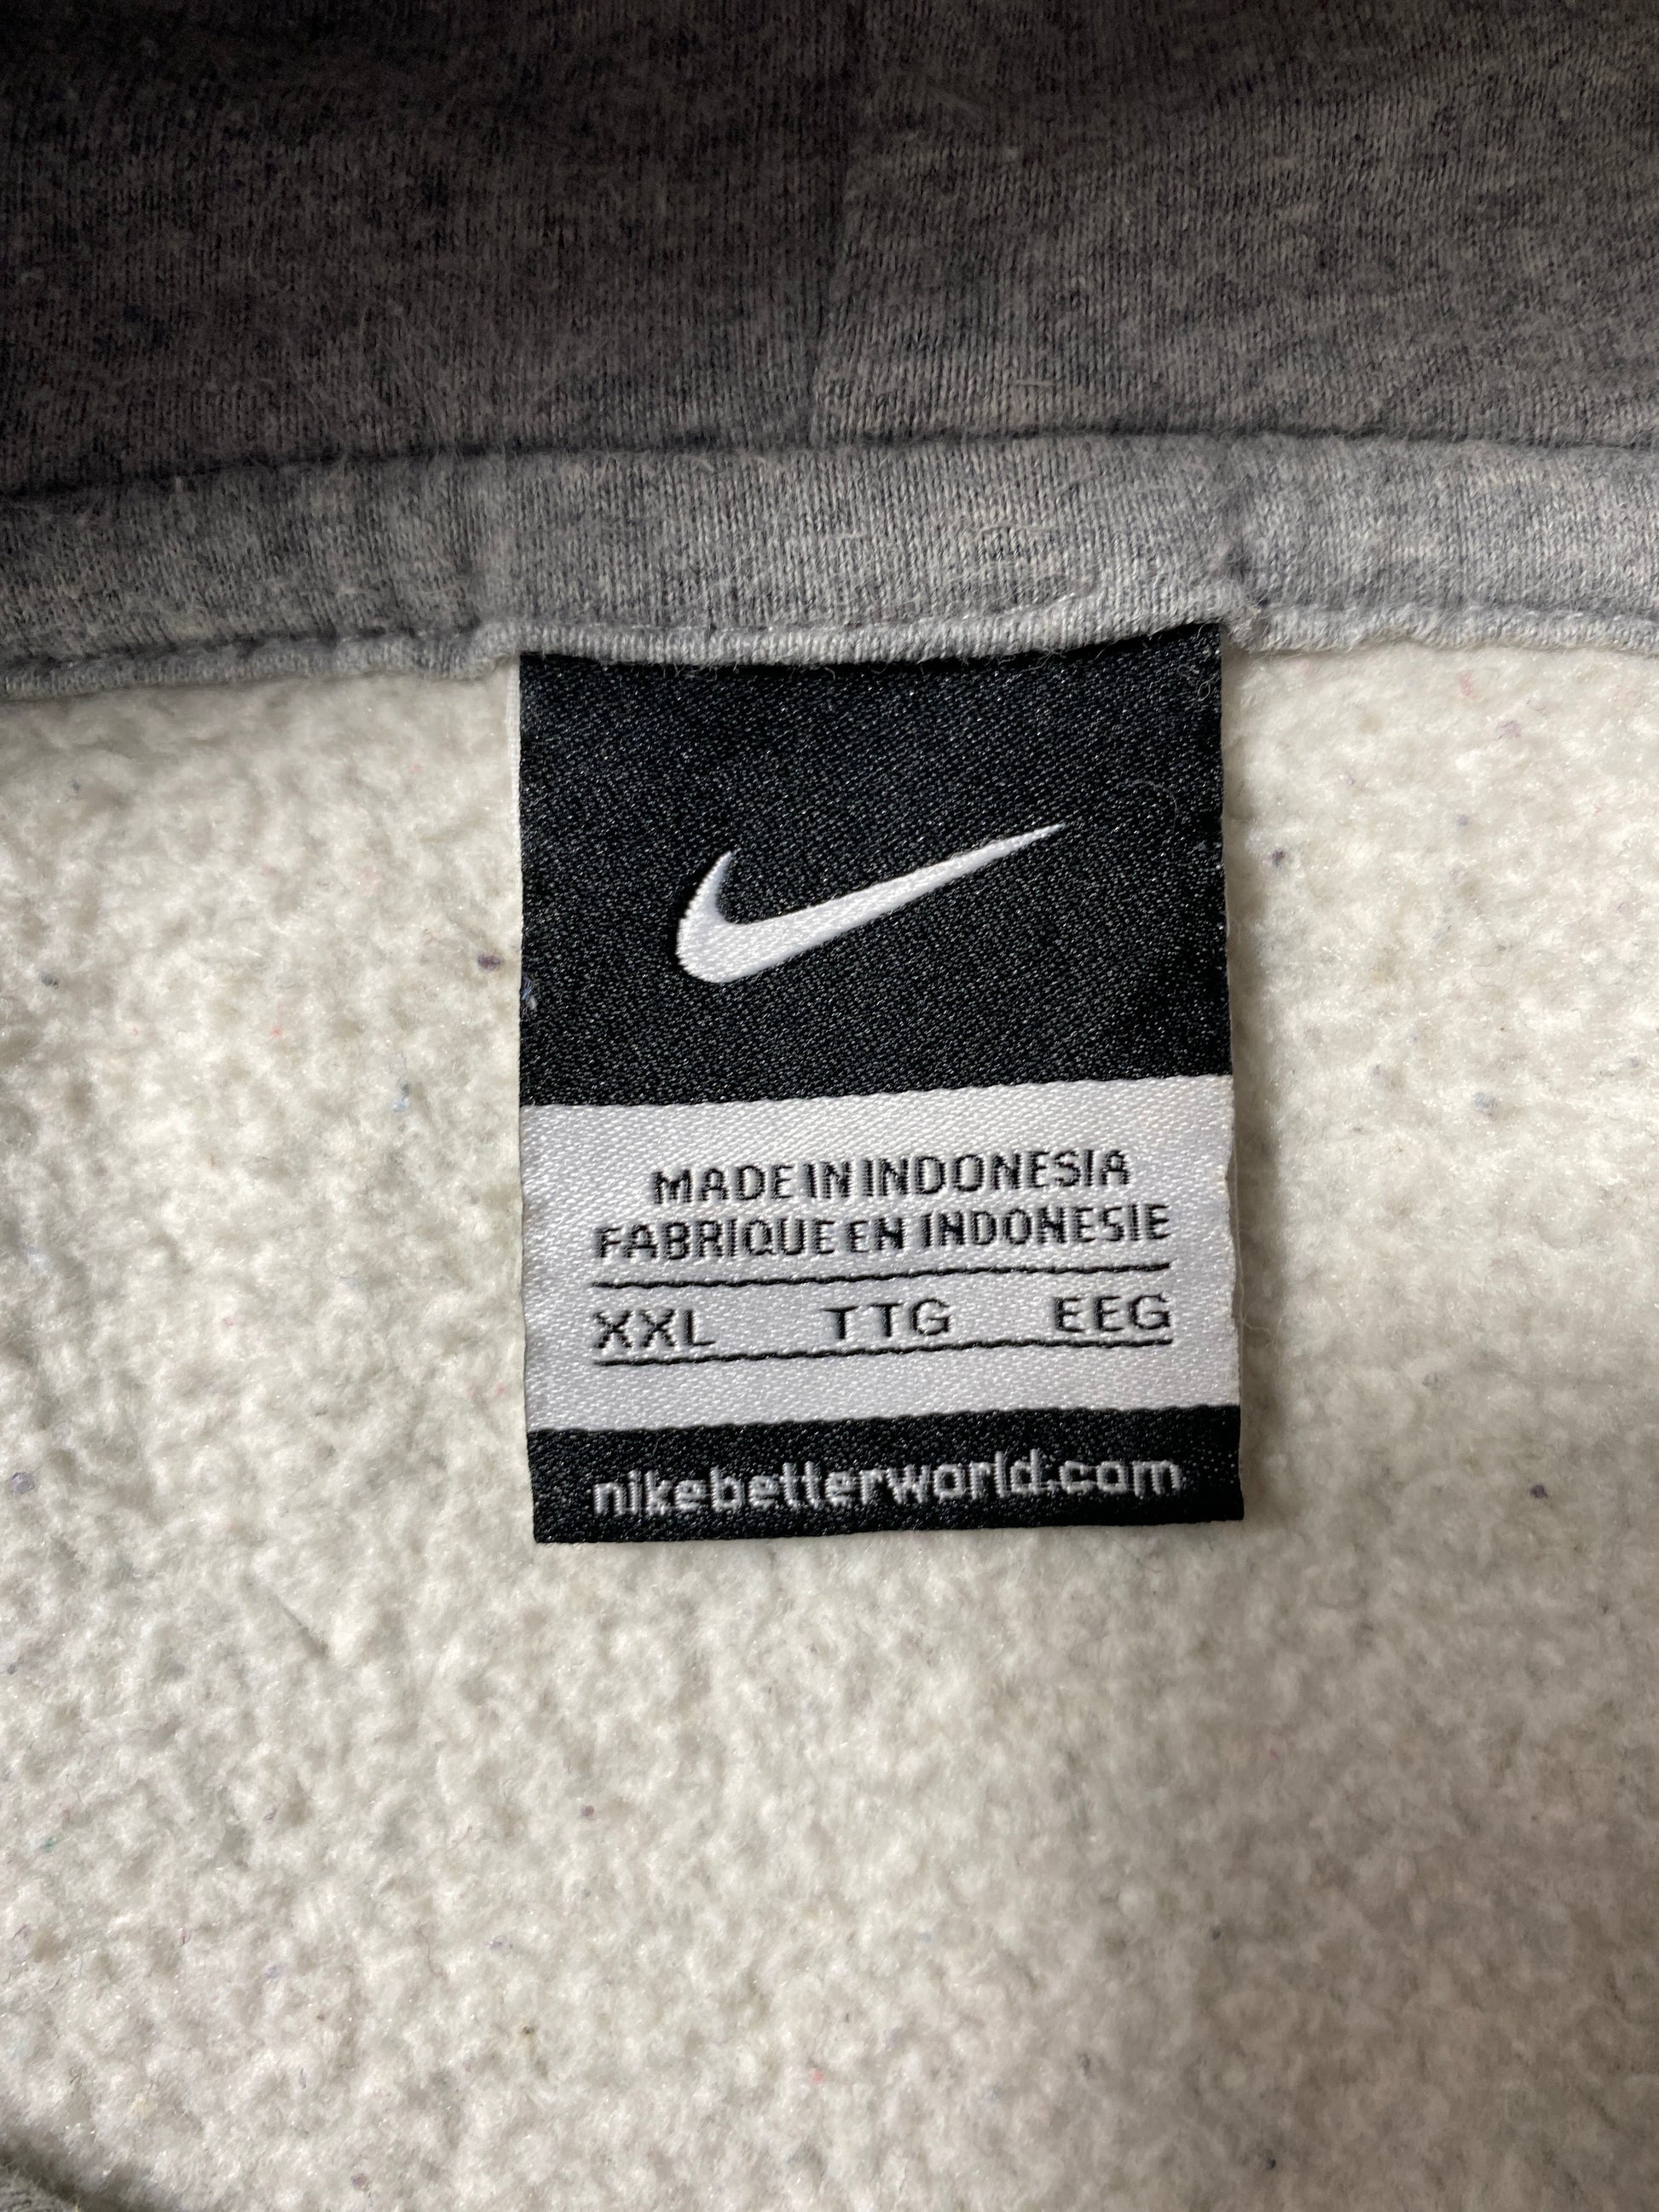 MADE IN INDONESIA
FABRIQUE EN INDONESIE
XXL TTG EEG
nikebetterworld.com